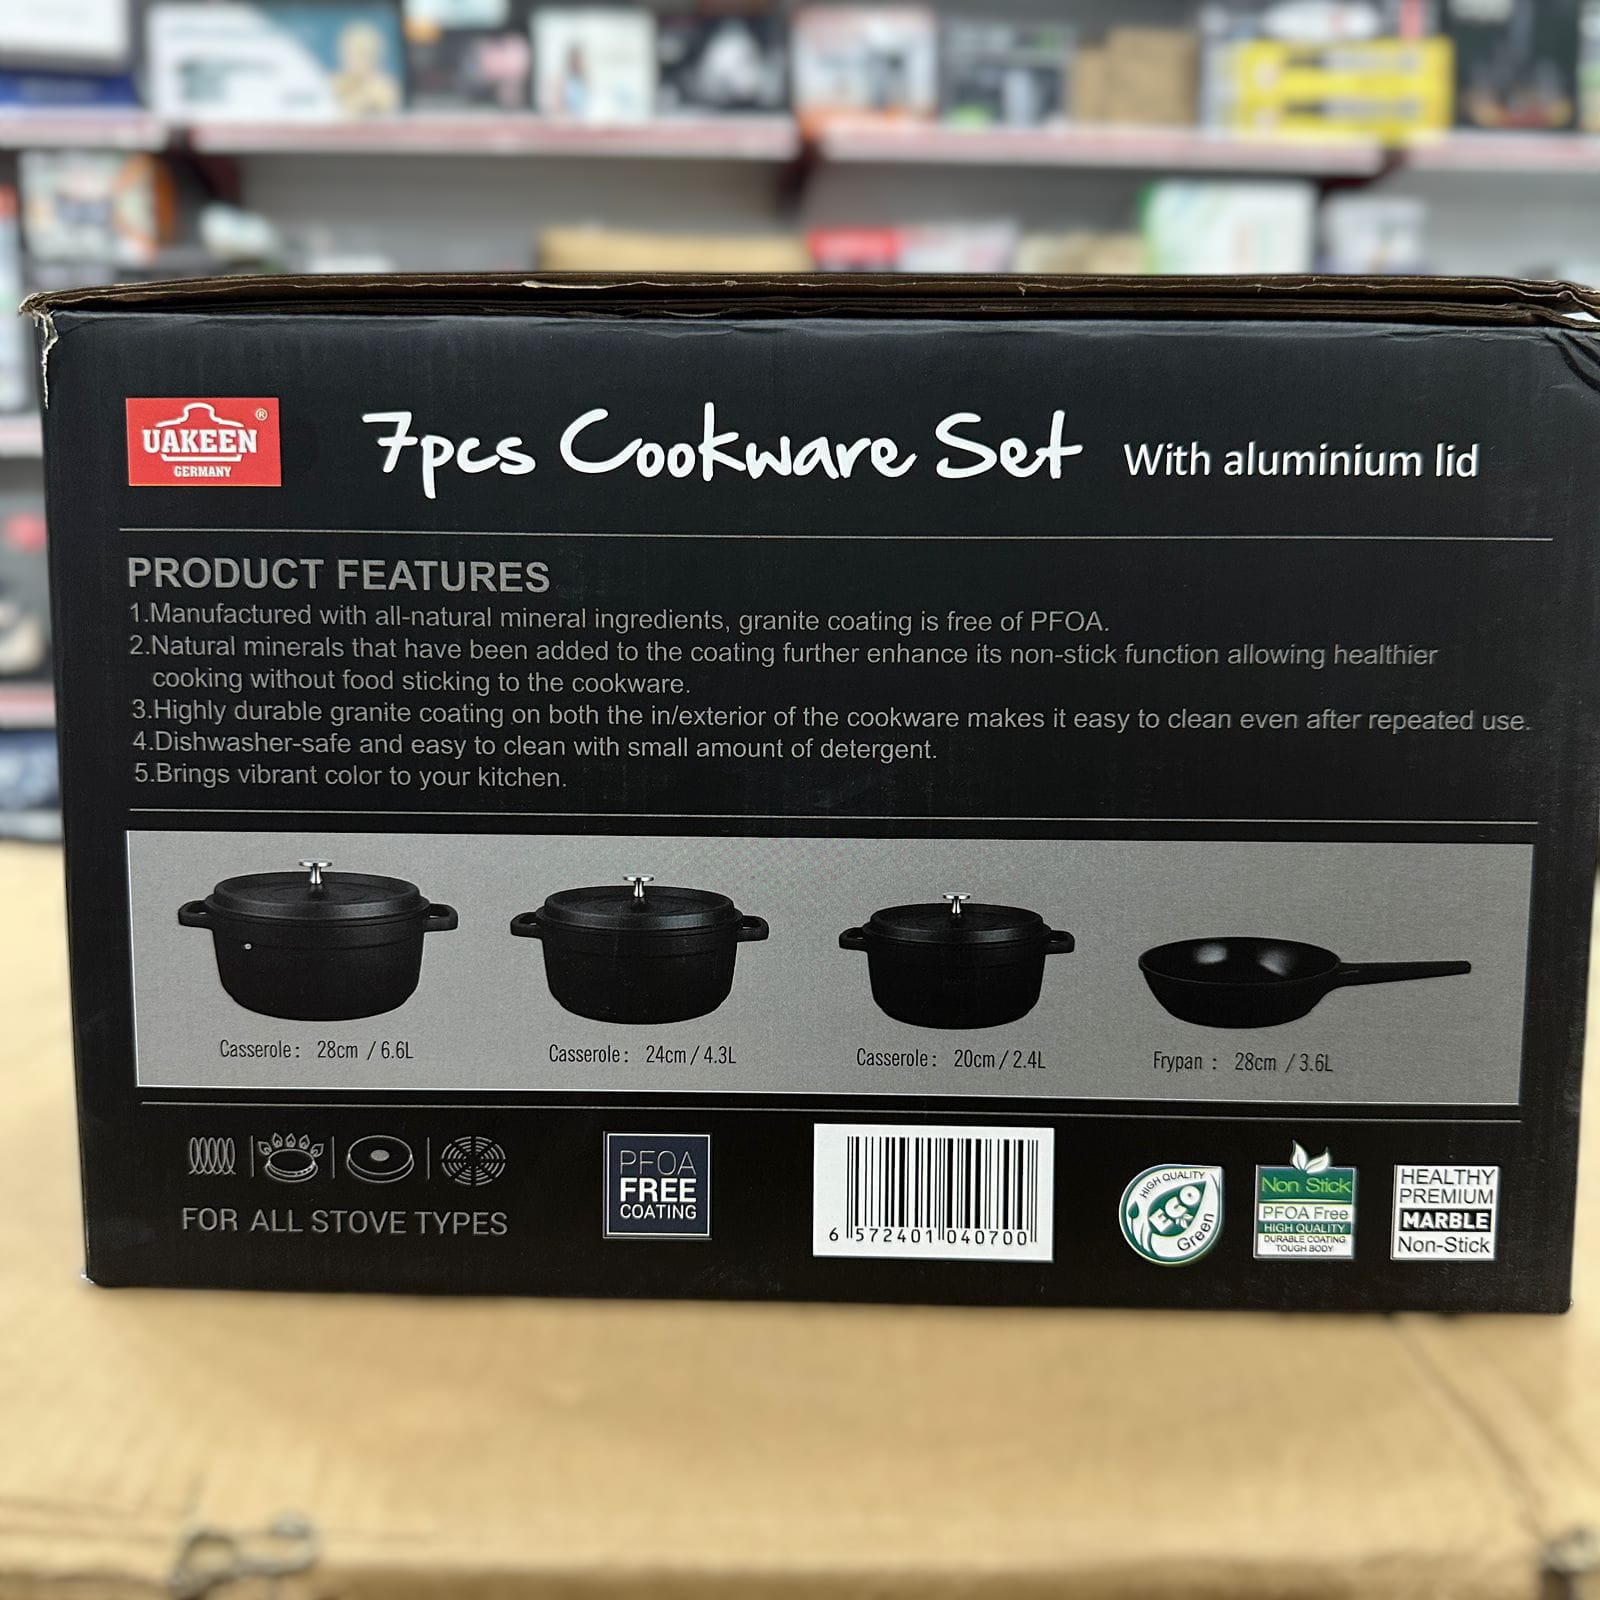 UAKEEN ®
GERMANY
7pcs Cookware Set With aluminium lid
PRODUCT FEATURES
1.Manufactured with all-natural mineral ingredients, granite coating is free of PFOA.
2.Natural minerals that have been added to the coating further enhance its non-stick function allowing healthier
cooking without food sticking to the cookware.
3.Highly durable granite coating on both the in/exterior of the cookware makes it easy to clean even after repeated use.
4.Dishwasher-safe and easy to clean with small amount of detergent.
5.Brings vibrant color to your kitchen.
Casserole: 28cm / 6.6L
Casserole: 24cm / 4.3L
Casserole: 20cm / 2.4L
Frypan : 28cm / 3.6L
FOR ALL STOVE TYPES
PFOA
FREE
COATING
6 572401 040700
HIGH QUALITY
ECO
Green
Non Stick
PFOA Free
HIGH QUALITY
DURABLE COATING
TOUGH BODY
HEALTHY
PREMIUM
MARBLE
Non-Stick